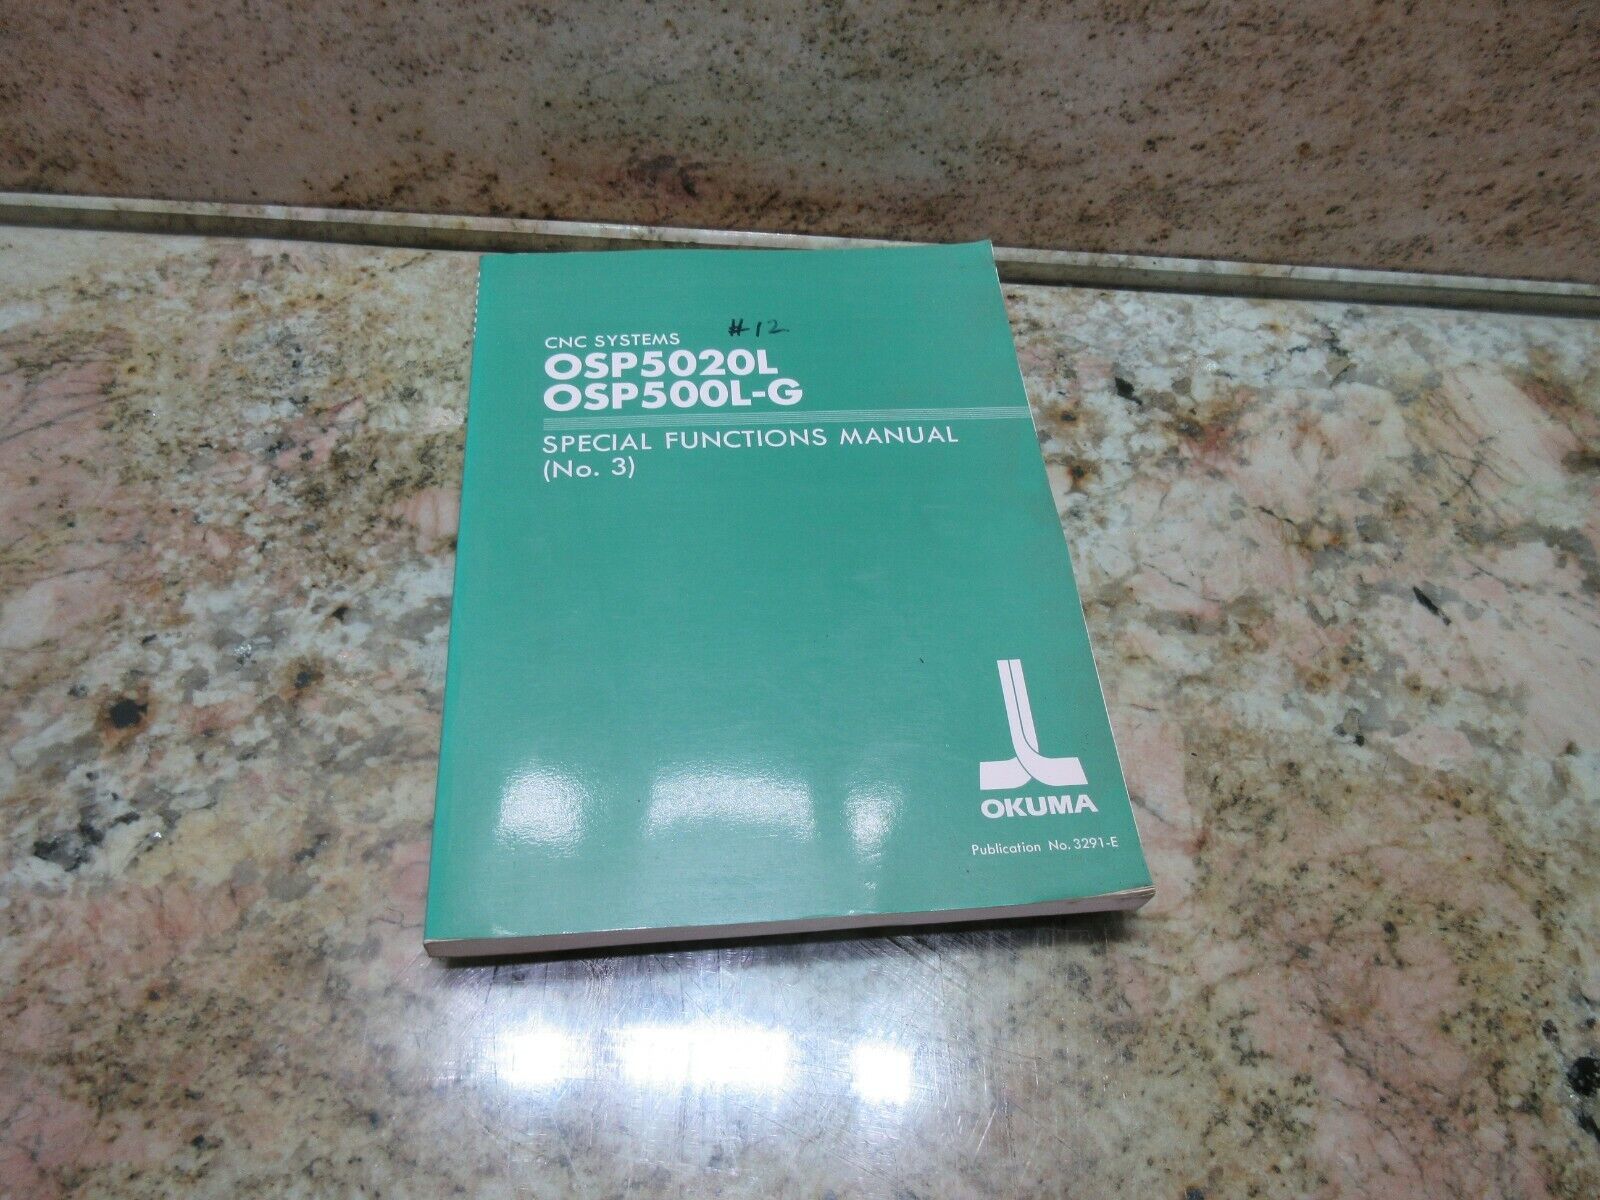 #12
CNC SYSTEMS
OSP5020L
OSP500L-G
SPECIAL FUNCTIONS MANUAL
(No. 3)
OKUMA
Publication No. 3291-E